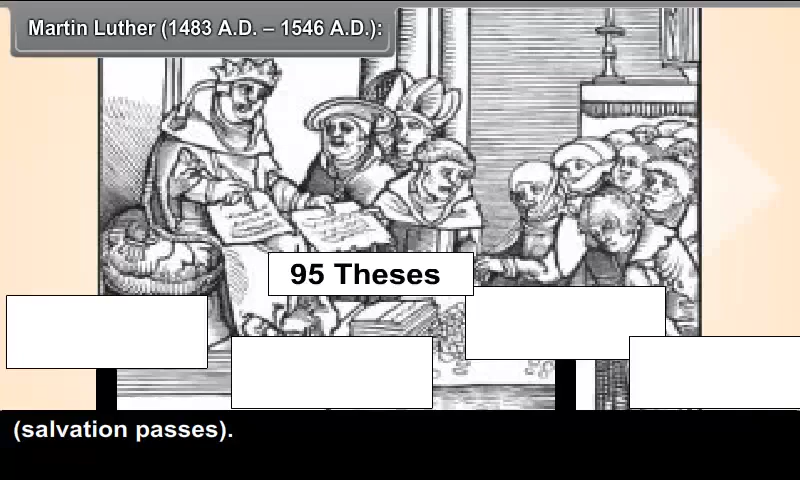 Martin Luther (1483 A.D. – 1546 A.D.):
95 Theses
(salvation passes).